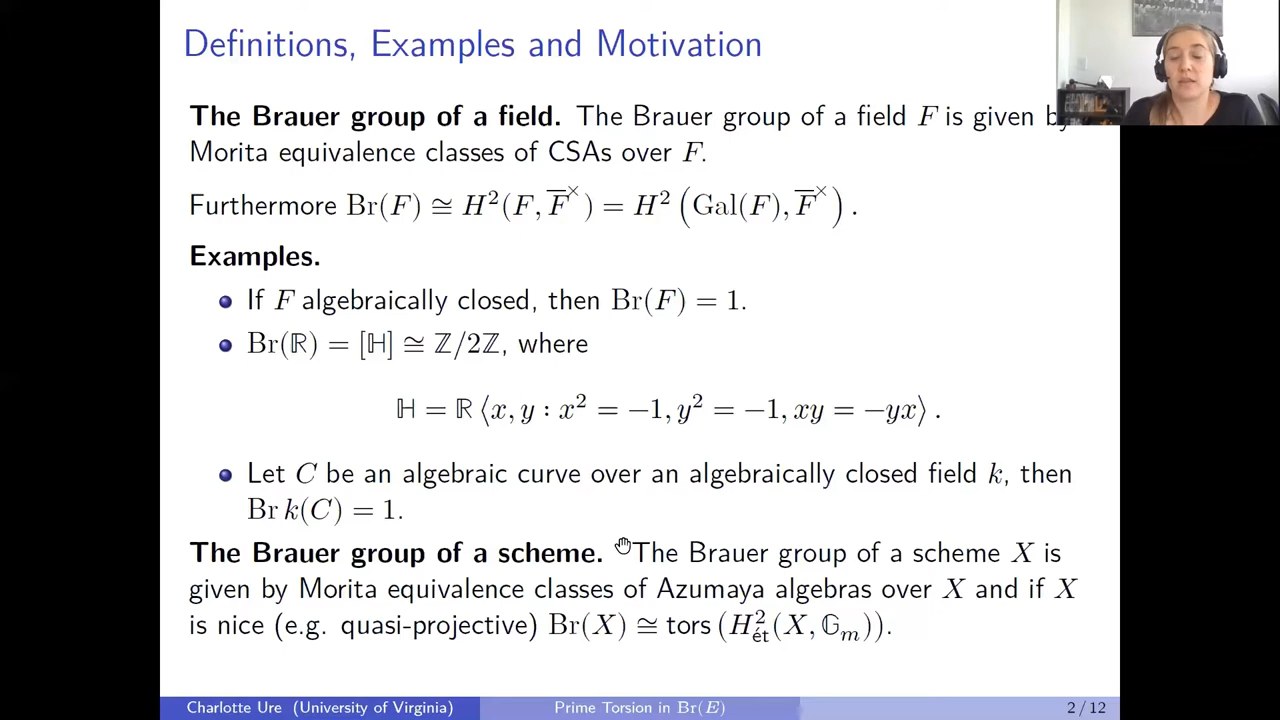 Definitions, Examples and Motivation
The Brauer group of a field. The Brauer group of a field F is given by
Morita equivalence classes of CSAs over F.
Furthermore Br(F) ≅ H²(F, F̅^×) = H²(Gal(F), F̅^×).
Examples.
If F algebraically closed, then Br(F) = 1.
Br(ℝ) = [ℍ] ≅ ℤ/2ℤ, where
ℍ = ℝ⟨x, y : x² = −1, y² = −1, xy = −yx⟩.
Let C be an algebraic curve over an algebraically closed field k, then
Br k(C) = 1.
The Brauer group of a scheme. The Brauer group of a scheme X is
given by Morita equivalence classes of Azumaya algebras over X and if X
is nice (e.g. quasi-projective) Br(X) ≅ tors(H²_ét(X, 𝔾_m)).
Charlotte Ure (University of Virginia) Prime Torsion in Br(E) 2 / 12